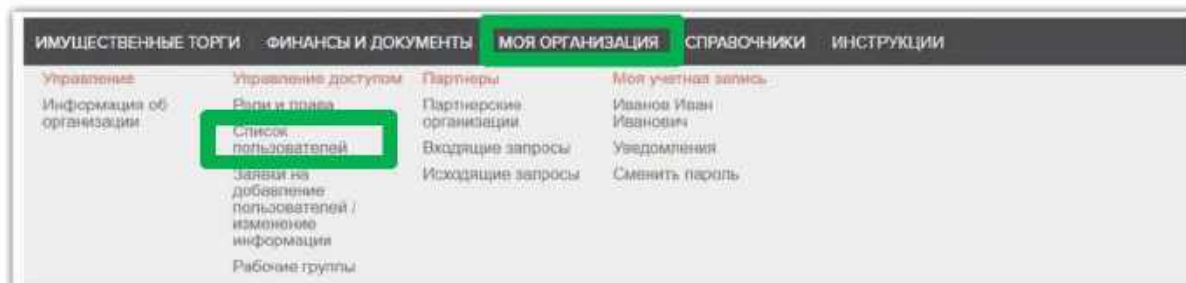 ИМУЩЕСТВЕННЫЕ ТОРГИ ФИНАНСЫ И ДОКУМЕНТЫ МОЯ ОРГАНИЗАЦИЯ СПРАВОЧНИКИ ИНСТРУКЦИИ
Управление
Информация об
организации
Управление доступом
Роли и права
Список
пользователей
Заявки на
добавление
пользователей /
изменение
информации
Рабочие группы
Партнеры
Партнерские
организации
Входящие запросы
Исходящие запросы
Моя учетная запись
Иванов Иван
Иванович
Уведомления
Сменить пароль